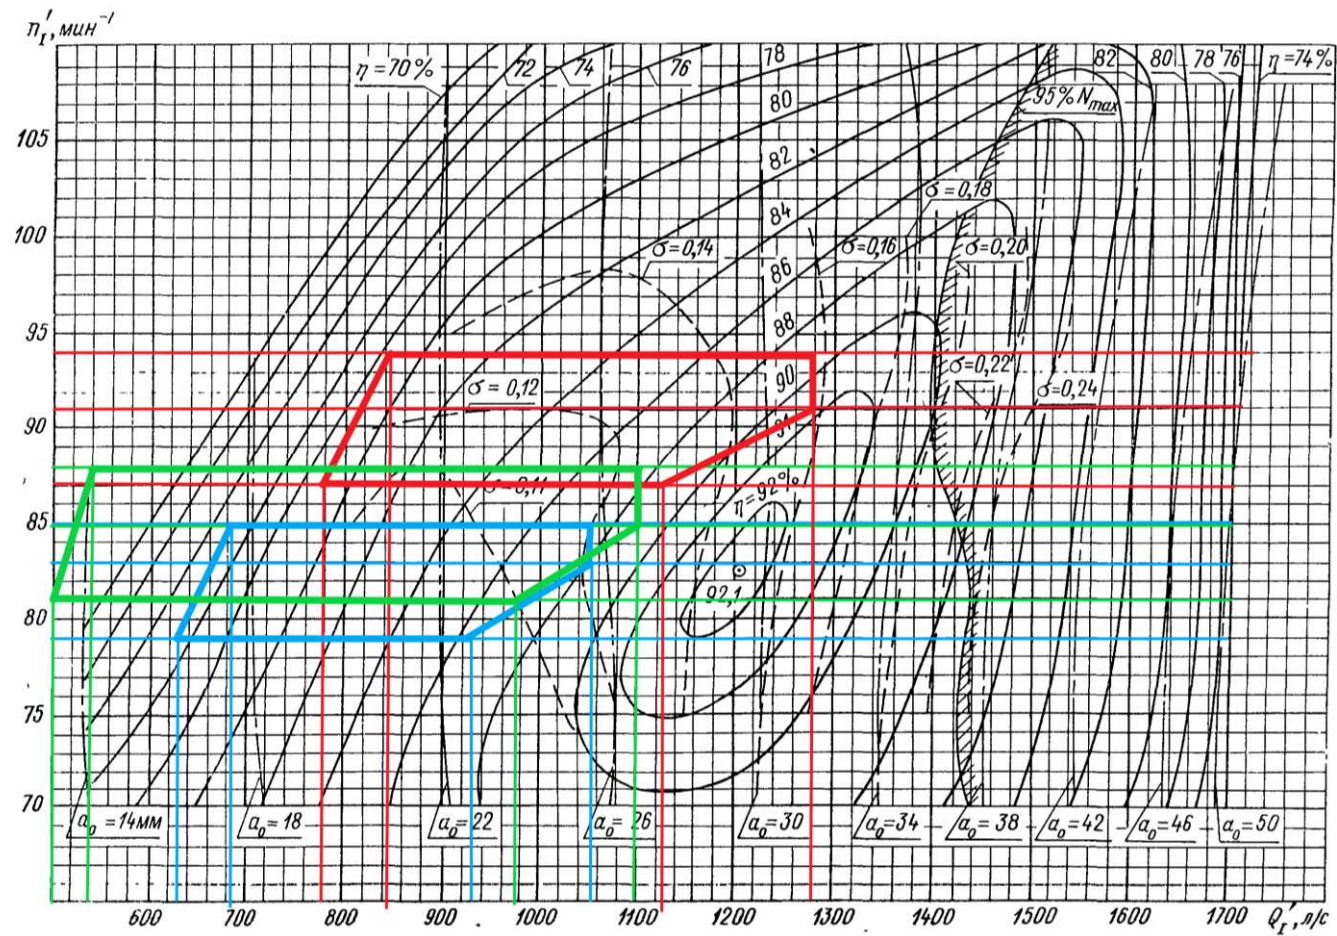 n'I, мин⁻¹
η=70% 72 74 76 78 82 80 78 76 η=74%
80
95% Nmax
105
82
σ=0,18
84
100
σ=0,14 σ=0,16 σ=0,20
86
95
88
σ=0,22
90
σ=0,12 σ=0,24
90
91
σ=0,11
η=92%
85
92,1
80
75
70
a₀=14мм a₀=18 a₀=22 a₀=26 a₀=30 a₀=34 a₀=38 a₀=42 a₀=46 a₀=50
600 700 800 900 1000 1100 1200 1300 1400 1500 1600 1700 Q'I, л/с